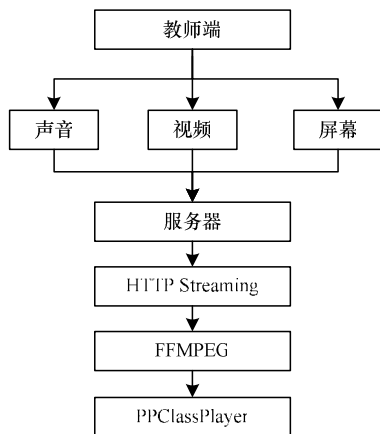 教师端
声音
视频
屏幕
服务器
HTTP Streaming
FFMPEG
PPClassPlayer